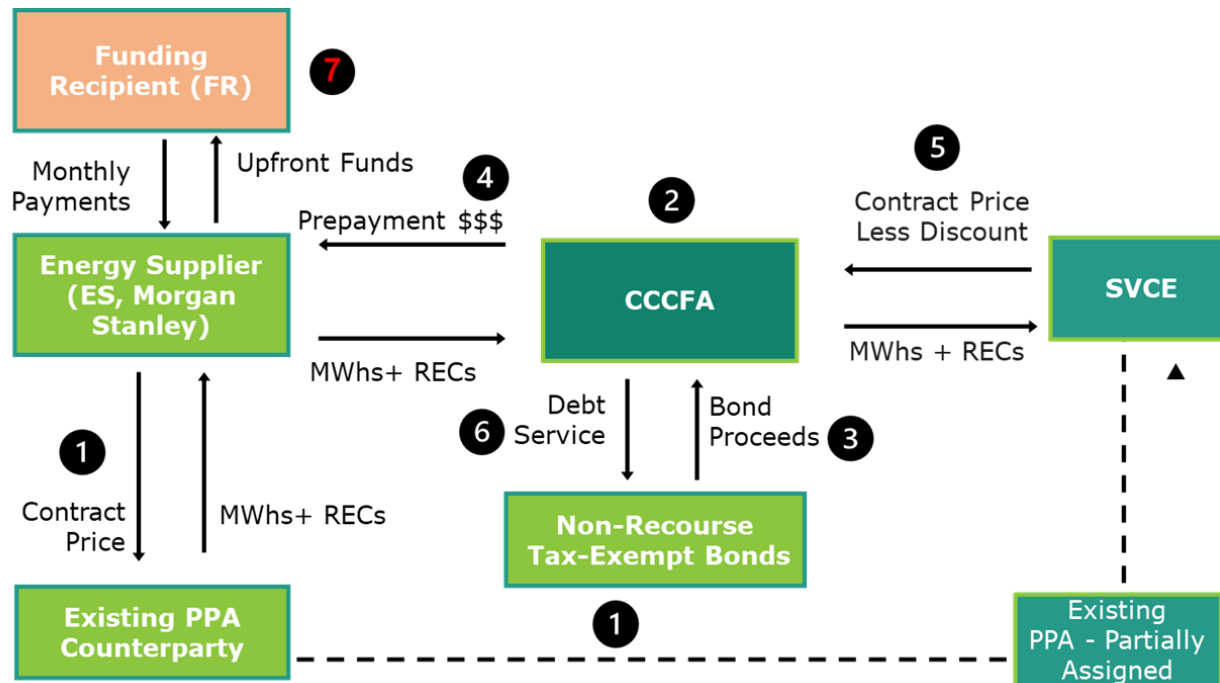 Funding
Recipient (FR)
7
Monthly
Payments
Upfront Funds
4
Prepayment $$$
2
5
Contract Price
Less Discount
Energy Supplier
(ES, Morgan
Stanley)
CCCFA
SVCE
MWhs+ RECs
MWhs + RECs
1
Contract
Price
MWhs+ RECs
6
Debt
Service
Bond
Proceeds
3
Non-Recourse
Tax-Exempt Bonds
Existing PPA
Counterparty
1
Existing
PPA - Partially
Assigned